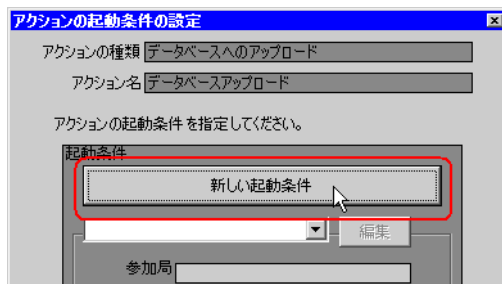 アクションの起動条件の設定
アクションの種類 データベースへのアップロード
アクション名 データベースアップロード
アクションの起動条件を指定してください。
起動条件
新しい起動条件
編集
参加局